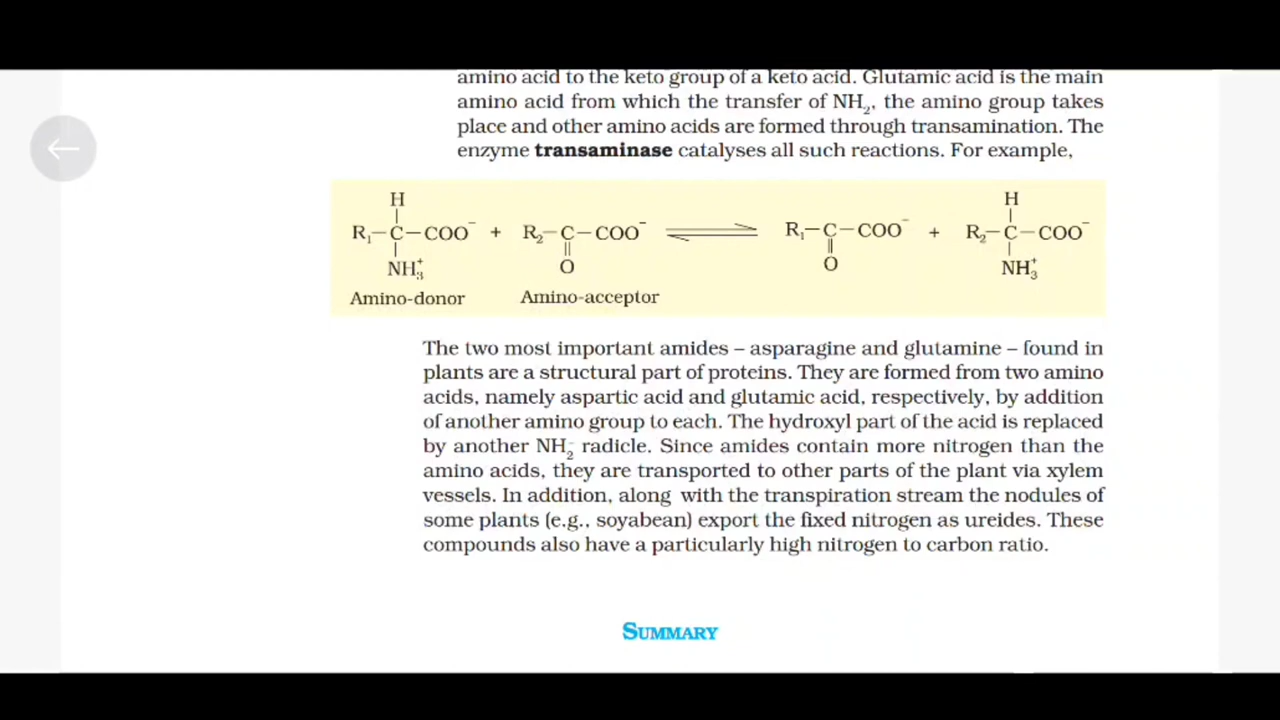 amino acid to the keto group of a keto acid. Glutamic acid is the main
amino acid from which the transfer of NH₂, the amino group takes
place and other amino acids are formed through transamination. The
enzyme transaminase catalyses all such reactions. For example,
H H
R₁—C—COO⁻ + R₂—C—COO⁻ ⇌ R₁—C—COO⁻ + R₂—C—COO⁻
NH₃⁺ O O NH₃⁺
Amino-donor Amino-acceptor
The two most important amides – asparagine and glutamine – found in
plants are a structural part of proteins. They are formed from two amino
acids, namely aspartic acid and glutamic acid, respectively, by addition
of another amino group to each. The hydroxyl part of the acid is replaced
by another NH₂⁻ radicle. Since amides contain more nitrogen than the
amino acids, they are transported to other parts of the plant via xylem
vessels. In addition, along with the transpiration stream the nodules of
some plants (e.g., soyabean) export the fixed nitrogen as ureides. These
compounds also have a particularly high nitrogen to carbon ratio.
SUMMARY